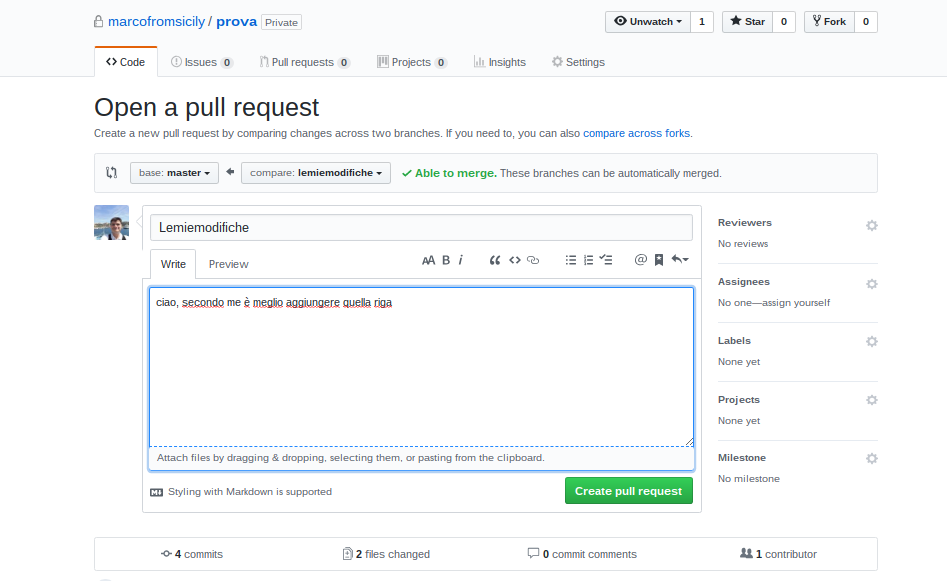 marcofromsicily / prova Private
Unwatch 1 Star 0 Fork 0
Code Issues 0 Pull requests 0 Projects 0 Insights Settings
Open a pull request
Create a new pull request by comparing changes across two branches. If you need to, you can also compare across forks.
base: master compare: lemiemodifiche Able to merge. These branches can be automatically merged.
Lemiemodifiche
Write Preview AA B i @
ciao, secondo me è meglio aggiungere quella riga
Attach files by dragging & dropping, selecting them, or pasting from the clipboard.
Styling with Markdown is supported
Create pull request
Reviewers
No reviews
Assignees
No one—assign yourself
Labels
None yet
Projects
None yet
Milestone
No milestone
4 commits 2 files changed 0 commit comments 1 contributor